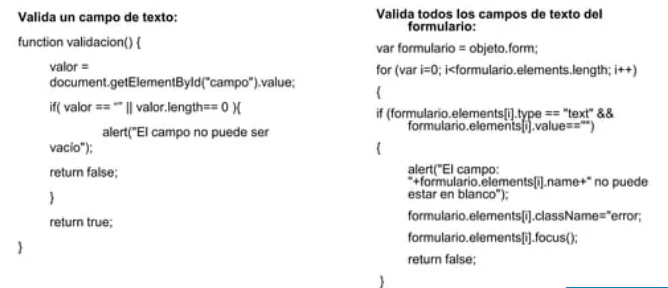 Valida un campo de texto:
function validacion() {
valor =
document.getElementById("campo").value;
if( valor == "" || valor.length== 0 ){
alert("El campo no puede ser
vacío");
return false;
}
return true;
}
Valida todos los campos de texto del
formulario:
var formulario = objeto.form;
for (var i=0; i<formulario.elements.length; i++)
{
if (formulario.elements[i].type == "text" &&
formulario.elements[i].value=="")
{
alert("El campo:
"+formulario.elements[i].name+" no puede
estar en blanco");
formulario.elements[i].className="error;
formulario.elements[i].focus();
return false;
}